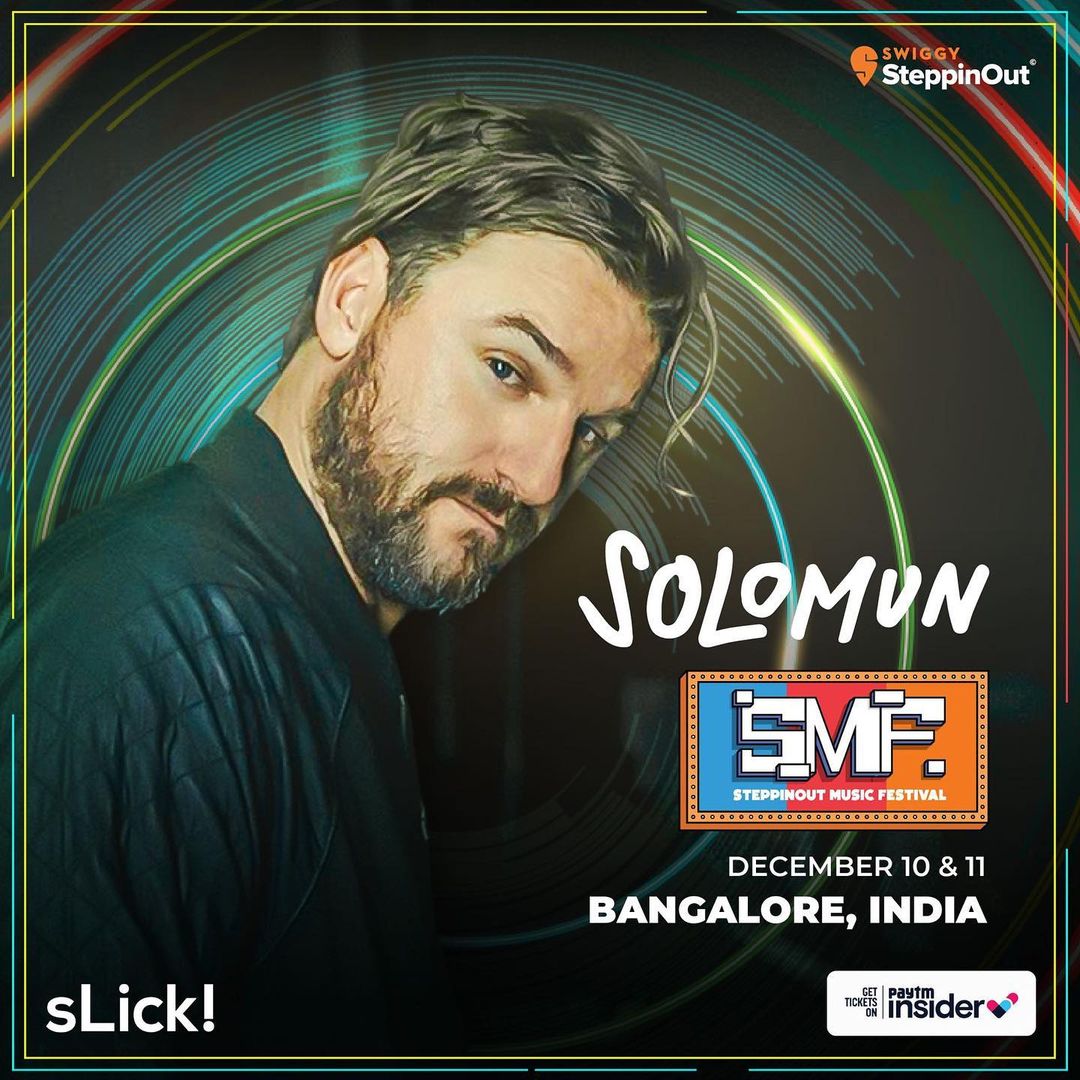 SWIGGY
SteppinOut
SOLOMUN
SMF.
STEPPINOUT MUSIC FESTIVAL
DECEMBER 10 & 11
BANGALORE, INDIA
sLick!
GET
TICKETS
ON
paytm
insider